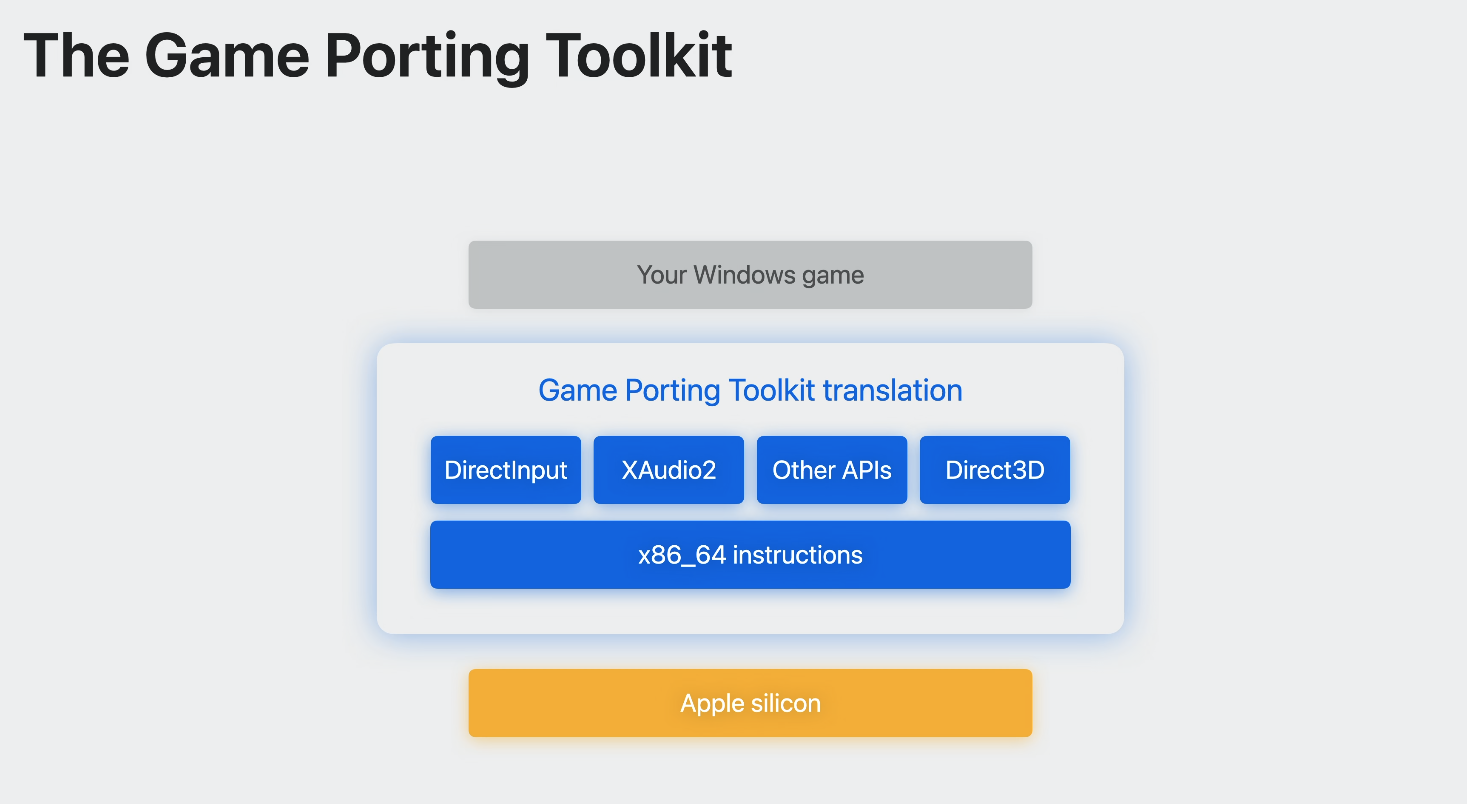 The Game Porting Toolkit
Your Windows game
Game Porting Toolkit translation
DirectInput
XAudio2
Other APIs
Direct3D
x86_64 instructions
Apple silicon